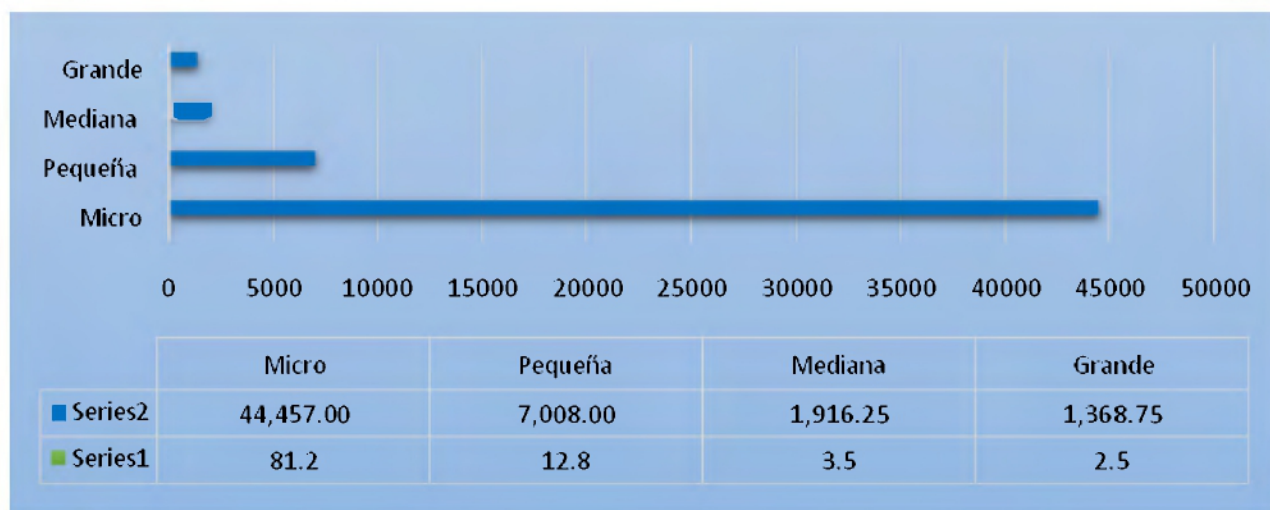 Grande
Mediana
Pequeña
Micro
0 5000 10000 15000 20000 25000 30000 35000 40000 45000 50000
Micro Pequeña Mediana Grande
Series2 44,457.00 7,008.00 1,916.25 1,368.75
Series1 81.2 12.8 3.5 2.5